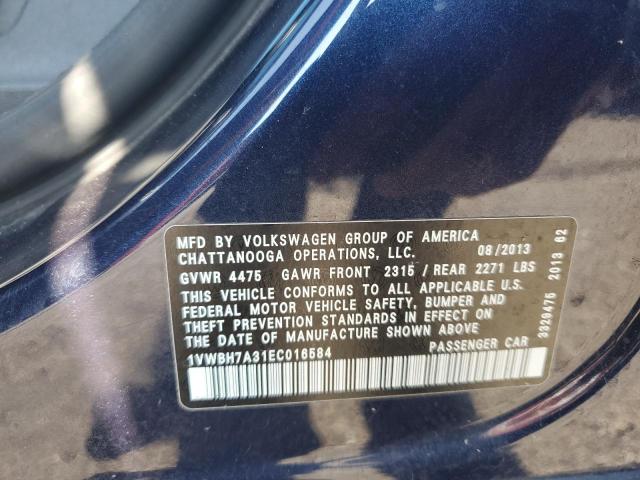 MFD BY VOLKSWAGEN GROUP OF AMERICA
CHATTANOOGA OPERATIONS, LLC. 08/2013
GVWR 4475 GAWR FRONT 2315 / REAR 2271 LBS
THIS VEHICLE CONFORMS TO ALL APPLICABLE U.S.
FEDERAL MOTOR VEHICLE SAFETY, BUMPER AND
THEFT PREVENTION STANDARDS IN EFFECT ON
THE DATE OF MANUFACTURE SHOWN ABOVE
1VWBH7A31EC016584 PASSENGER CAR
3329475 2013 62